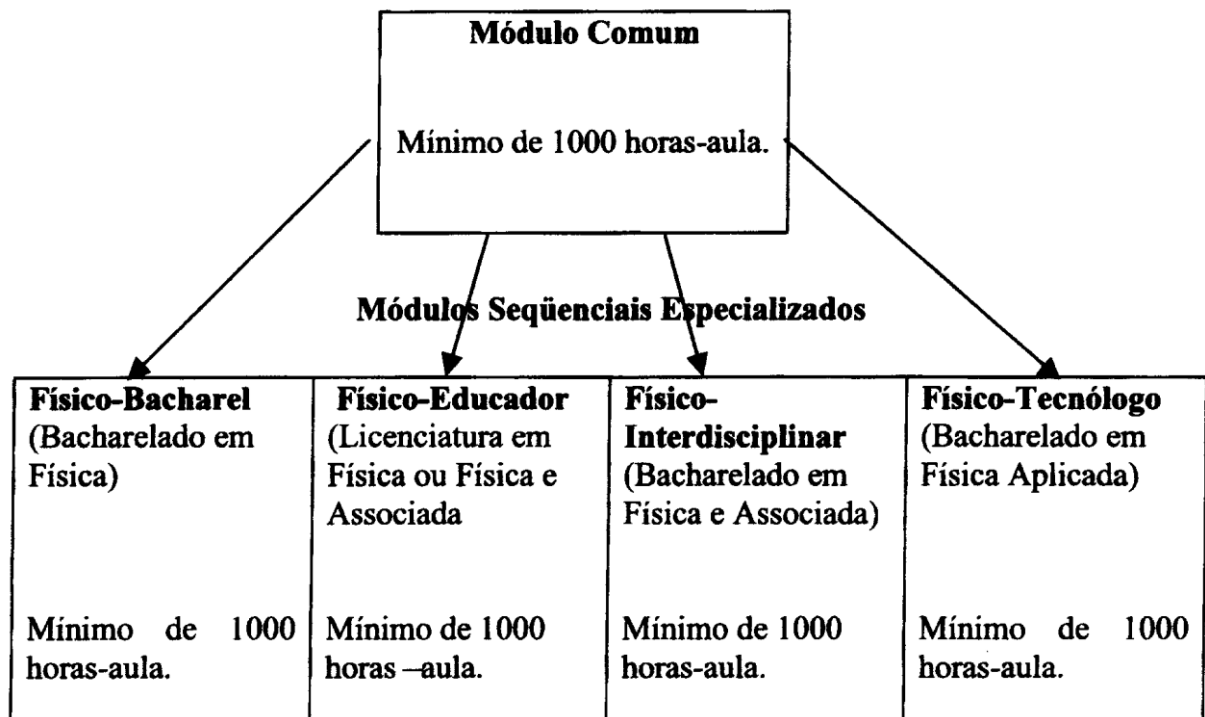 Módulo Comum
Mínimo de 1000 horas-aula.
Módulos Seqüenciais Especializados
Físico-Bacharel
(Bacharelado em
Física)
Mínimo de 1000
horas-aula.
Físico-Educador
(Licenciatura em
Física ou Física e
Associada
Mínimo de 1000
horas –aula.
Físico-
Interdisciplinar
(Bacharelado em
Física e Associada)
Mínimo de 1000
horas-aula.
Físico-Tecnólogo
(Bacharelado em
Física Aplicada)
Mínimo de 1000
horas-aula.